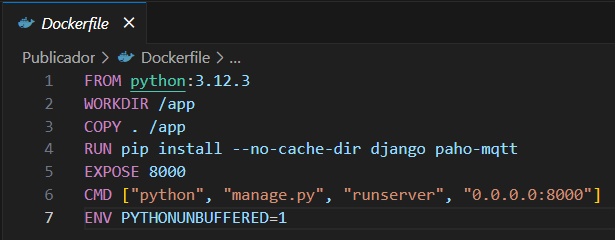 Dockerfile ×
Publicador > Dockerfile > ...
1 FROM python:3.12.3
2 WORKDIR /app
3 COPY . /app
4 RUN pip install --no-cache-dir django paho-mqtt
5 EXPOSE 8000
6 CMD ["python", "manage.py", "runserver", "0.0.0.0:8000"]
7 ENV PYTHONUNBUFFERED=1